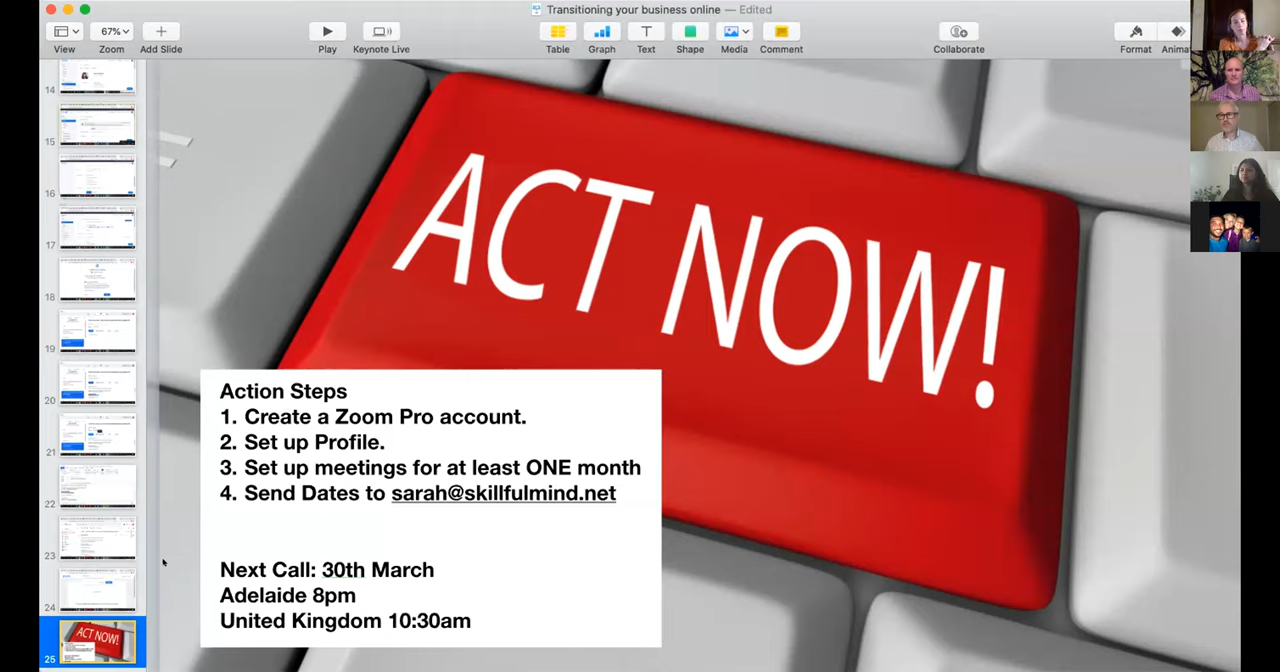 Transitioning your business online — Edited
67%
View
Zoom
Add Slide
Play
Keynote Live
Table
Graph
Text
Shape
Media
Comment
Collaborate
Format
Animat
14
15
16
17
18
19
20
21
22
23
24
25
ACT NOW!
ACT NOW!
Action Steps
1. Create a Zoom Pro account.
2. Set up Profile.
3. Set up meetings for at least ONE month
4. Send Dates to sarah@skillfulmind.net
Next Call: 30th March
Adelaide 8pm
United Kingdom 10:30am